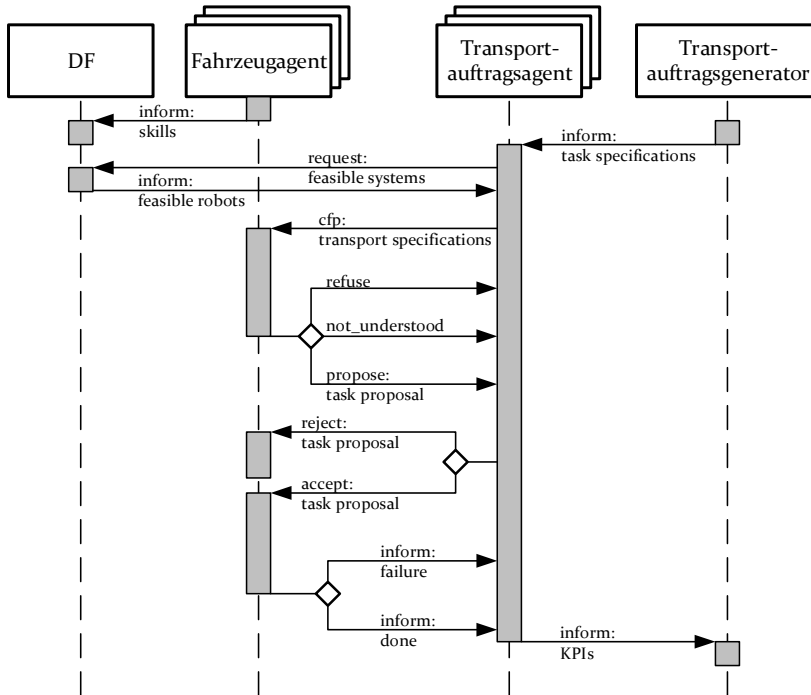 DF
Fahrzeugagent
Transport-
auftragsagent
Transport-
auftragsgenerator
inform:
skills
inform:
task specifications
request:
feasible systems
inform:
feasible robots
cfp:
transport specifications
refuse
not_understood
propose:
task proposal
reject:
task proposal
accept:
task proposal
inform:
failure
inform:
done
inform:
KPIs